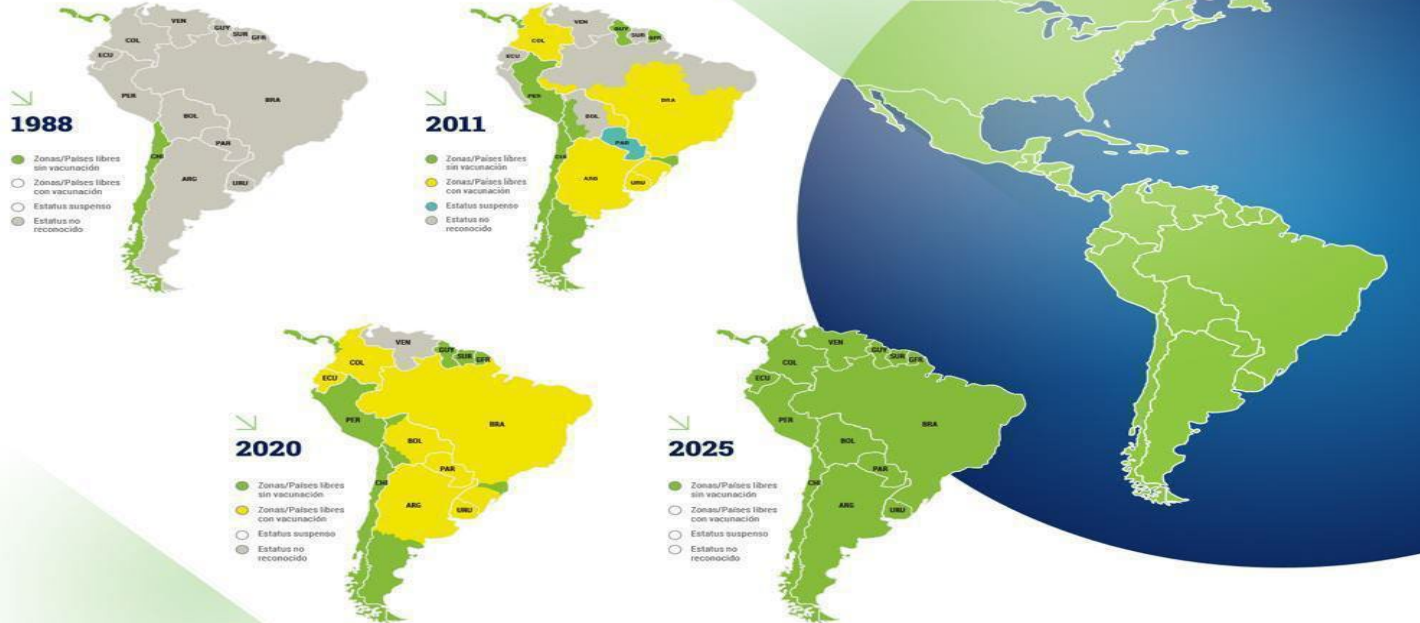 VEN
GUY
SUR
GFR
COL
ECU
PER
BRA
BOL
PAR
CHI
ARG
URU
1988
Zonas/Países libres
sin vacunación
Zonas/Países libres
con vacunación
Estatus suspenso
Estatus no
reconocido
VEN
GUY
SUR
GFR
COL
ECU
PER
BRA
BOL
PAR
CHI
ARG
URU
2011
Zonas/Países libres
sin vacunación
Zonas/Países libres
con vacunación
Estatus suspenso
Estatus no
reconocido
VEN
GUY
SUR
GFR
COL
ECU
PER
BRA
BOL
PAR
CHI
ARG
URU
2020
Zonas/Países libres
sin vacunación
Zonas/Países libres
con vacunación
Estatus suspenso
Estatus no
reconocido
VEN
GUY
SUR
GFR
COL
ECU
PER
BRA
BOL
PAR
CHI
ARG
URU
2025
Zonas/Países libres
sin vacunación
Zonas/Países libres
con vacunación
Estatus suspenso
Estatus no
reconocido